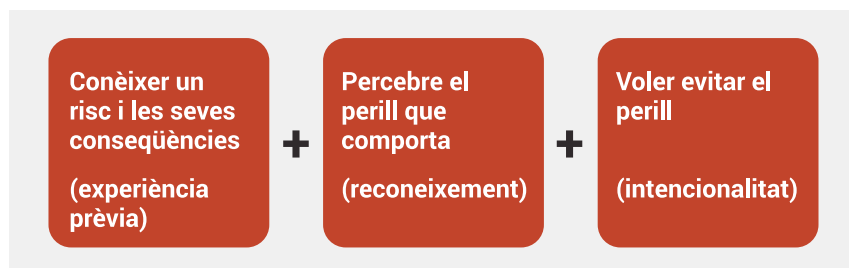 Conèixer un
risc i les seves
conseqüències
(experiència
prèvia)
+
Percebre el
perill que
comporta
(reconeixement)
+
Voler evitar el
perill
(intencionalitat)